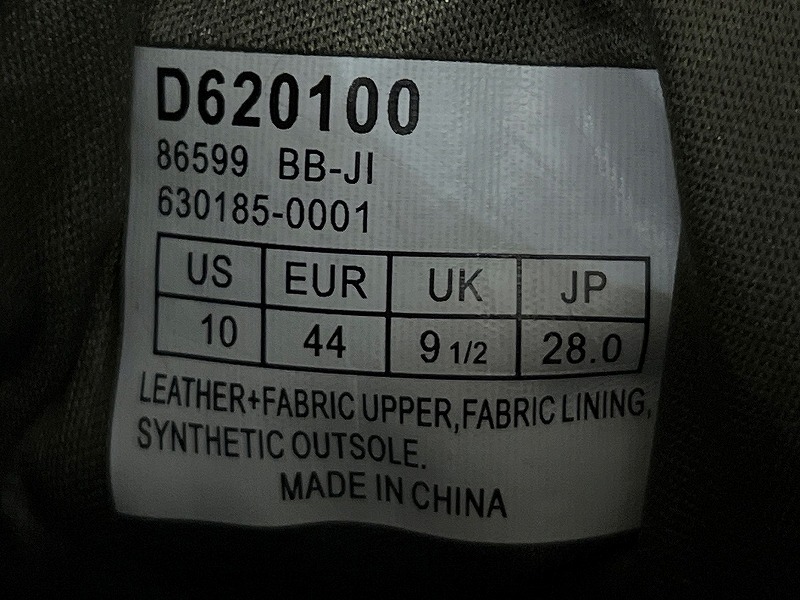 D620100
86599 BB-JI
630185-0001
US EUR UK JP
10 44 9 1/2 28.0
LEATHER+FABRIC UPPER,FABRIC LINING,
SYNTHETIC OUTSOLE.
MADE IN CHINA